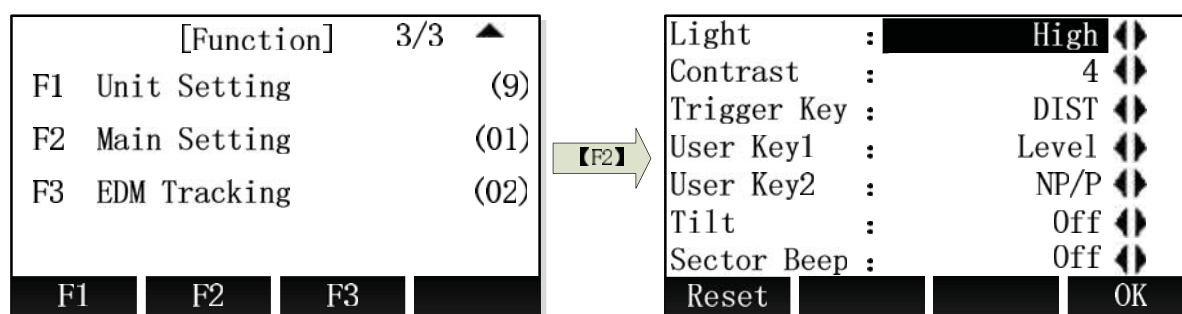 [Function] 3/3
F1 Unit Setting (9)
F2 Main Setting (01)
F3 EDM Tracking (02)
F1 F2 F3
【F2】
Light : High
Contrast : 4
Trigger Key : DIST
User Key1 : Level
User Key2 : NP/P
Tilt : Off
Sector Beep : Off
Reset OK